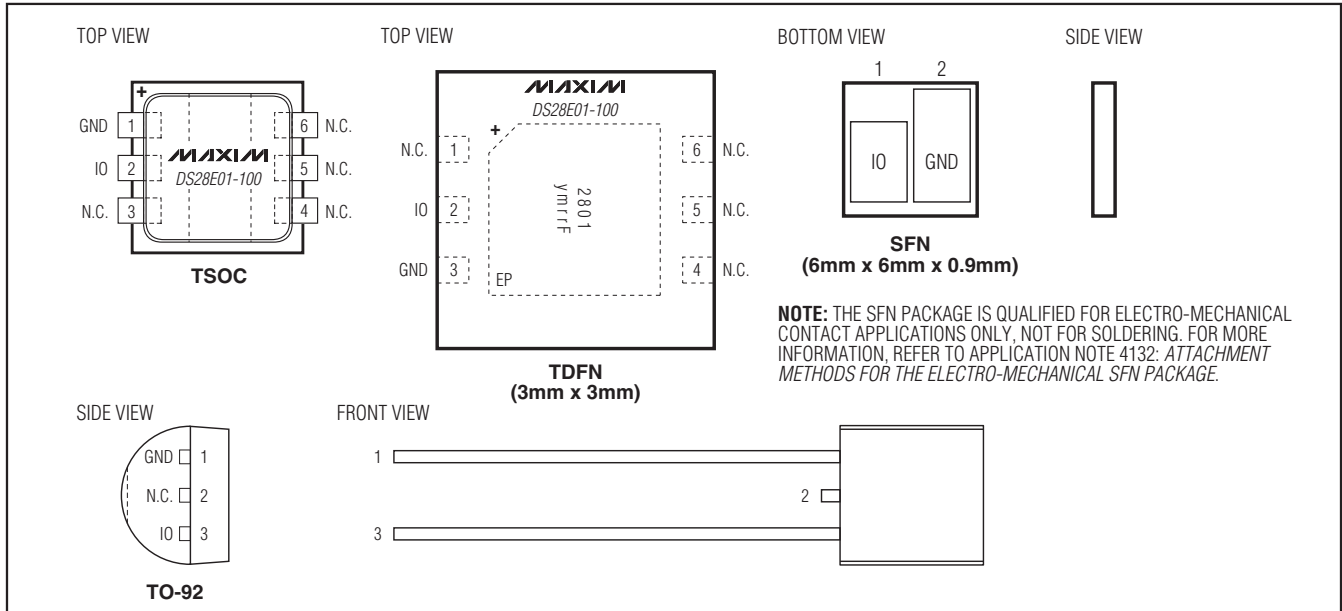 TOP VIEW
+
GND 1
IO 2
N.C. 3
6 N.C.
5 N.C.
4 N.C.
MAXIM
DS28E01-100
TSOC
TOP VIEW
MAXIM
DS28E01-100
+
N.C. 1
IO 2
GND 3
6 N.C.
5 N.C.
4 N.C.
2801
ymrrF
EP
TDFN
(3mm x 3mm)
BOTTOM VIEW
1 2
IO GND
SFN
(6mm x 6mm x 0.9mm)
SIDE VIEW
NOTE: THE SFN PACKAGE IS QUALIFIED FOR ELECTRO-MECHANICAL
CONTACT APPLICATIONS ONLY, NOT FOR SOLDERING. FOR MORE
INFORMATION, REFER TO APPLICATION NOTE 4132: ATTACHMENT
METHODS FOR THE ELECTRO-MECHANICAL SFN PACKAGE.
SIDE VIEW
GND 1
N.C. 2
IO 3
TO-92
FRONT VIEW
1
2
3